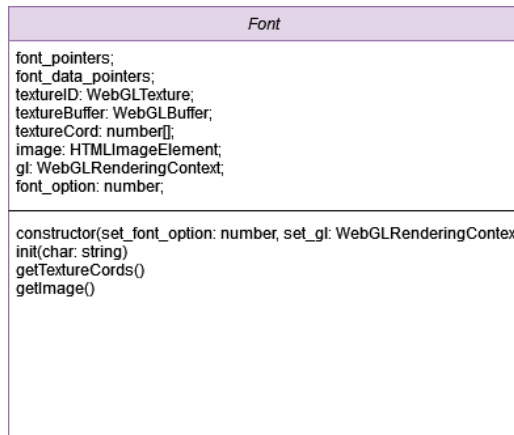 Font
font_pointers;
font_data_pointers;
textureID: WebGLTexture;
textureBuffer: WebGLBuffer;
textureCord: number[];
image: HTMLImageElement;
gl: WebGLRenderingContext;
font_option: number;
constructor(set_font_option: number, set_gl: WebGLRenderingContex
init(char: string)
getTextureCords()
getImage()